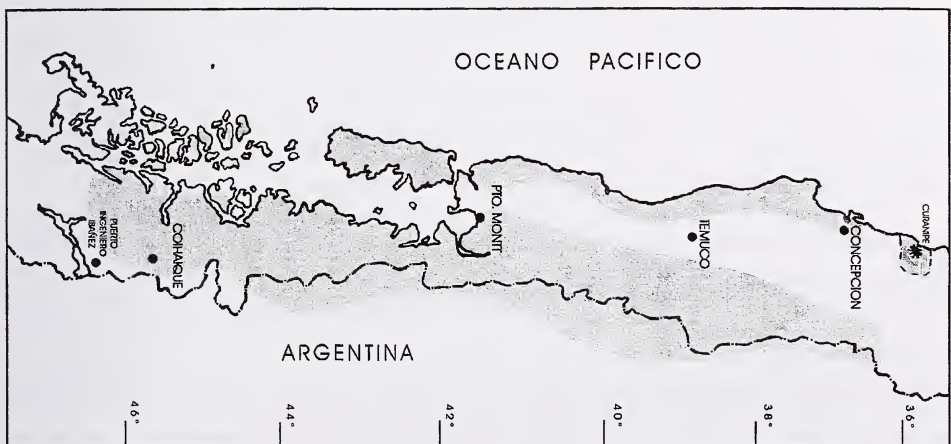 OCEANO PACIFICO
CURANIPE
CONCEPCION
TEMUCO
PTO. MONTT
COIHAIQUE
PUERTO
INGENIERO
IBAÑEZ
ARGENTINA
46°
44°
42°
40°
38°
36°